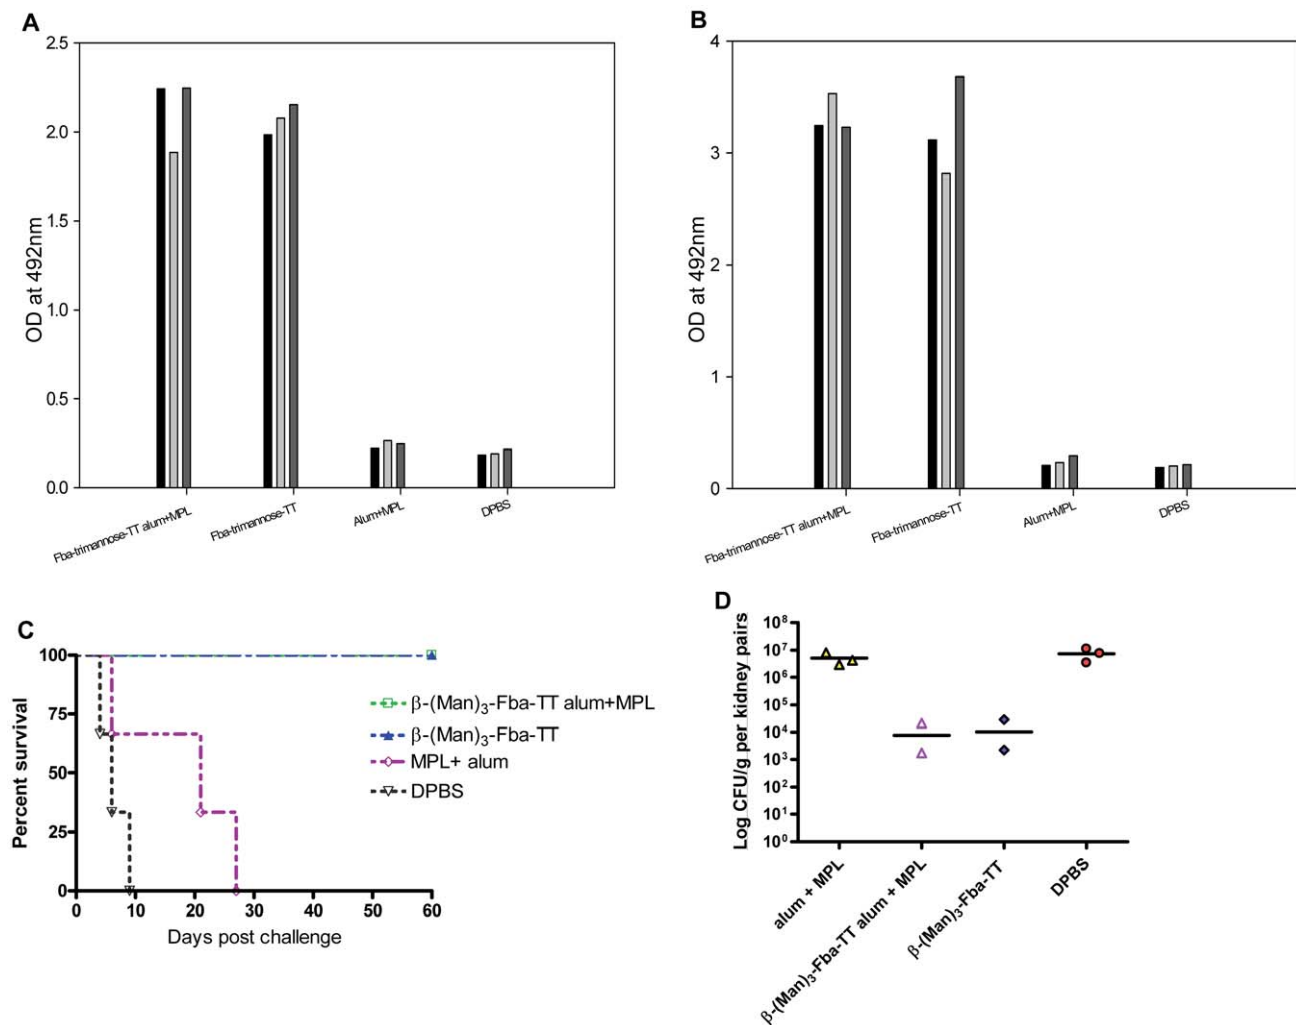 A
2.5
2.0
1.5
1.0
0.5
0.0
OD at 492nm
Fba-trimannose-TT alum+MPL
Fba-trimannose-TT
Alum+MPL
DPBS
B
4
3
2
1
0
OD at 492nm
Fba-trimannose-TT alum+MPL
Fba-trimannose-TT
Alum+MPL
DPBS
C
100
75
50
25
0
Percent survival
0 10 20 30 40 50 60
Days post challenge
β-(Man)₃-Fba-TT alum+MPL
β-(Man)₃-Fba-TT
MPL+ alum
DPBS
D
10⁸
10⁷
10⁶
10⁵
10⁴
10³
10²
10¹
10⁰
Log CFU/g per kidney pairs
alum + MPL
β-(Man)₃-Fba-TT alum + MPL
β-(Man)₃-Fba-TT
DPBS